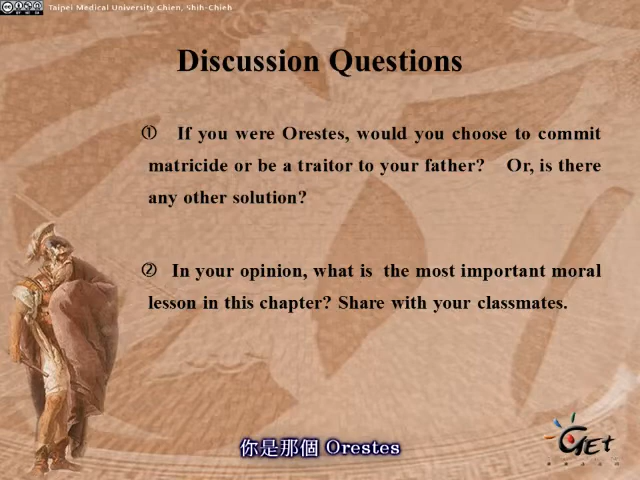 Taipei Medical University Chien, Shih-Chieh
Discussion Questions
① If you were Orestes, would you choose to commit
matricide or be a traitor to your father? Or, is there
any other solution?
② In your opinion, what is the most important moral
lesson in this chapter? Share with your classmates.
GET
你是那個 Orestes